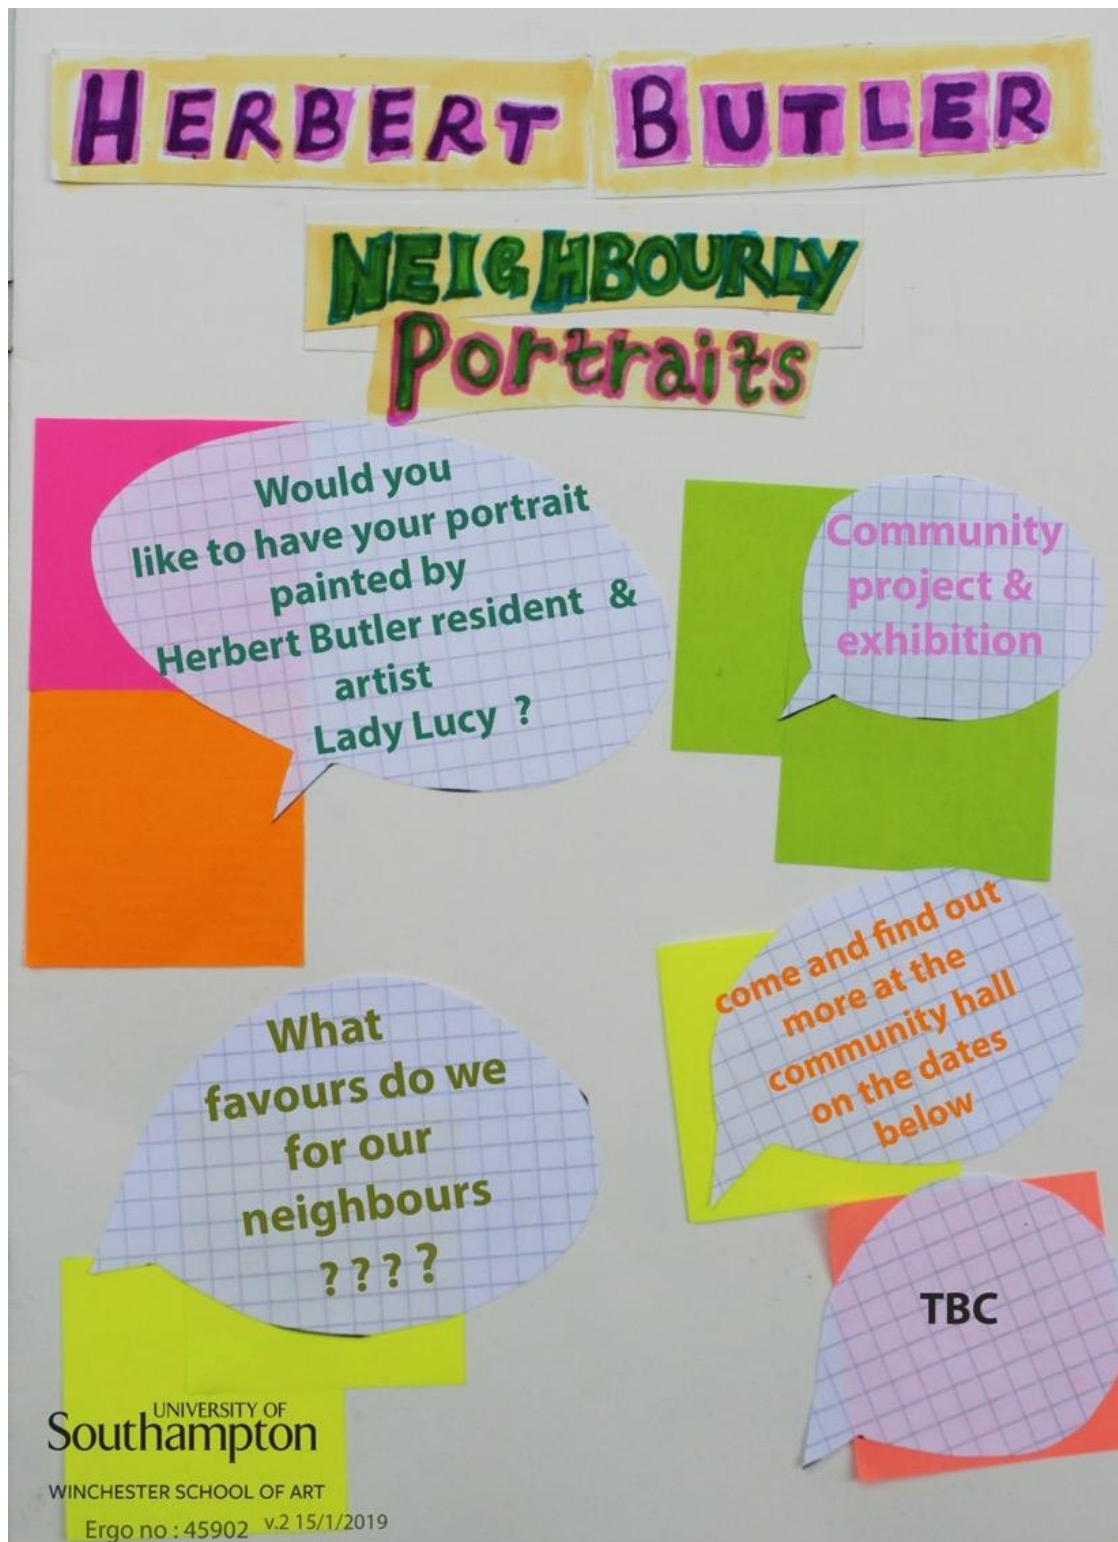 HERBERT BUTLER
NEIGHBOURLY
Portraits
Would you
like to have your portrait
painted by
Herbert Butler resident &
artist
Lady Lucy ?
Community
project &
exhibition
come and find out
more at the
community hall
on the dates
below
What
favours do we
for our
neighbours
? ? ? ?
TBC
UNIVERSITY OF
Southampton
WINCHESTER SCHOOL OF ART
Ergo no : 45902 v.2 15/1/2019